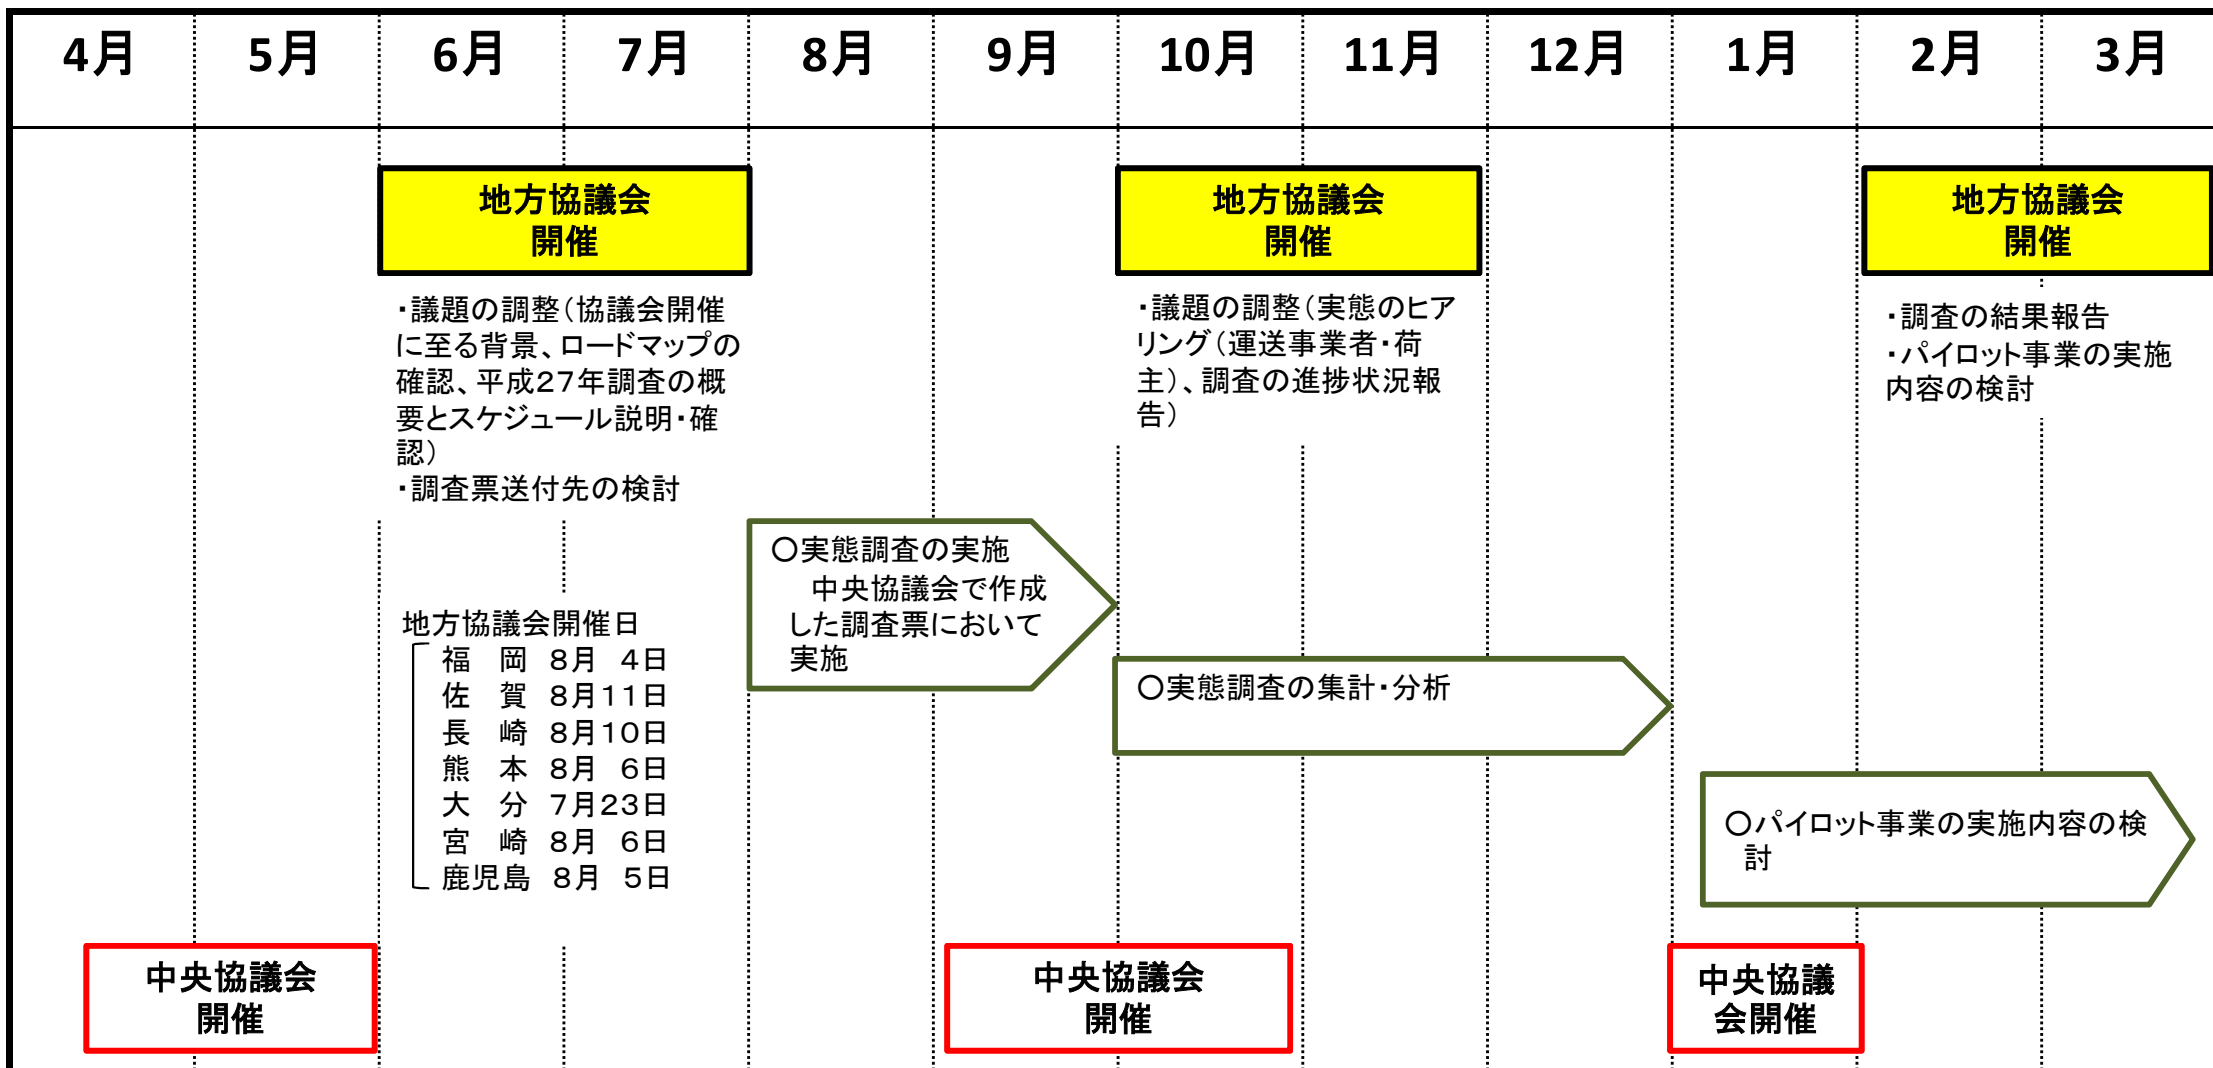 4月 5月 6月 7月 8月 9月 10月 11月 12月 1月 2月 3月
地方協議会
開催
・議題の調整(協議会開催
に至る背景、ロードマップの
確認、平成27年調査の概
要とスケジュール説明・確
認)
・調査票送付先の検討
地方協議会開催日
福　岡 8月 4日
佐　賀 8月11日
長　崎 8月10日
熊　本 8月 6日
大　分 7月23日
宮　崎 8月 6日
鹿児島 8月 5日
地方協議会
開催
・議題の調整(実態のヒア
リング(運送事業者・荷
主)、調査の進捗状況報
告)
地方協議会
開催
・調査の結果報告
・パイロット事業の実施
内容の検討
○実態調査の実施
中央協議会で作成
した調査票において
実施
○実態調査の集計・分析
○パイロット事業の実施内容の検
討
中央協議会
開催
中央協議会
開催
中央協議
会開催